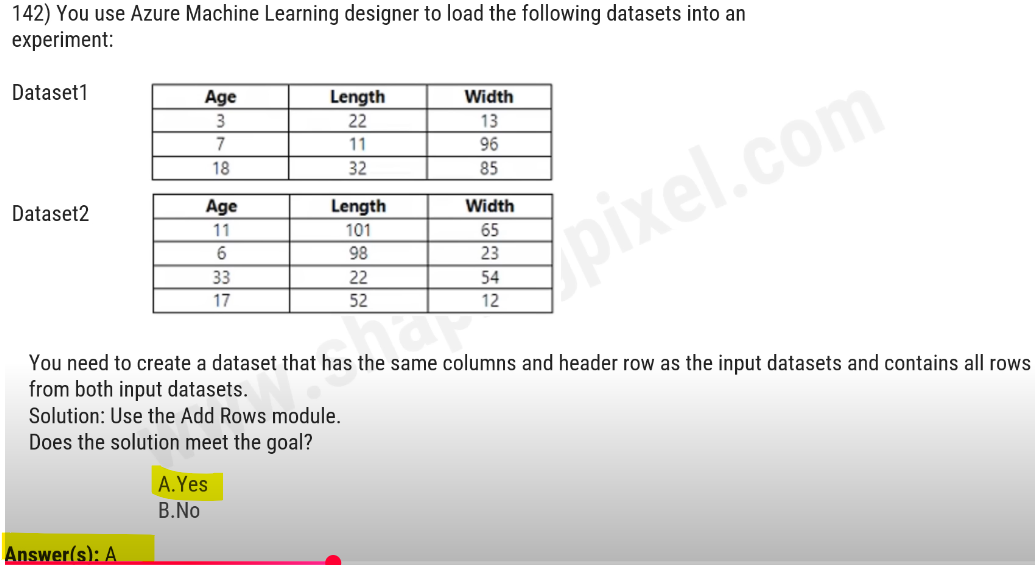 142) You use Azure Machine Learning designer to load the following datasets into an
experiment:
Dataset1
Age Length Width
3 22 13
7 11 96
18 32 85
Dataset2
Age Length Width
11 101 65
6 98 23
33 22 54
17 52 12
You need to create a dataset that has the same columns and header row as the input datasets and contains all rows
from both input datasets.
Solution: Use the Add Rows module.
Does the solution meet the goal?
A.Yes
B.No
Answer(s): A